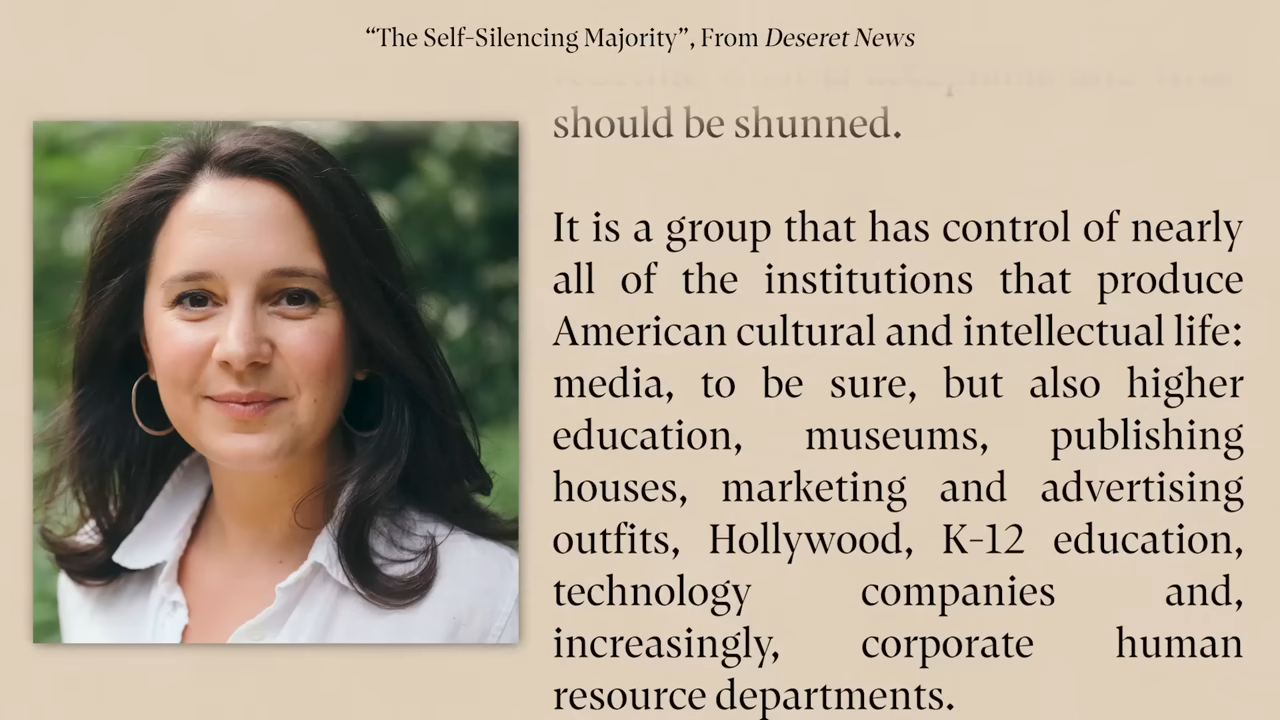 “The Self-Silencing Majority”, From Deseret News
should be shunned.
It is a group that has control of nearly
all of the institutions that produce
American cultural and intellectual life:
media, to be sure, but also higher
education, museums, publishing
houses, marketing and advertising
outfits, Hollywood, K-12 education,
technology companies and,
increasingly, corporate human
resource departments.